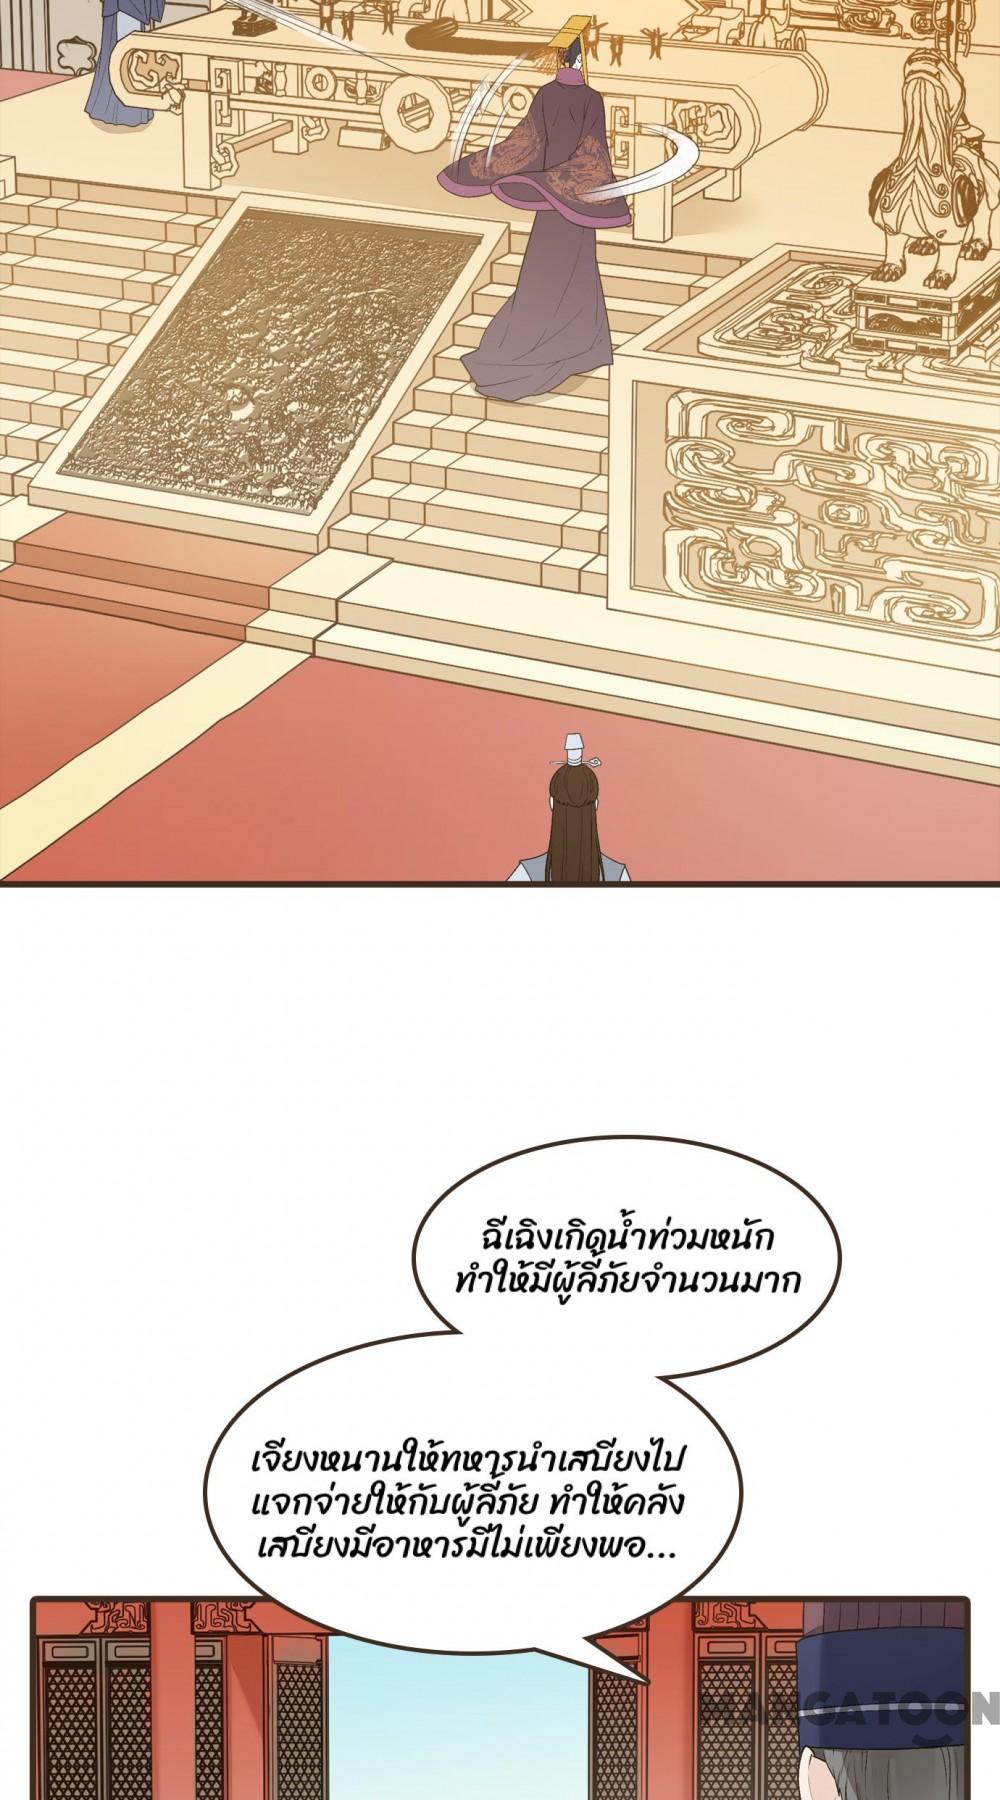 ฉีเฉิงเกิดน้ำท่วมหนัก
ทำให้มีผู้ลี้ภัยจำนวนมาก
เจียงหนานให้ทหารนำเสบียงไป
แจกจ่ายให้กับผู้ลี้ภัย ทำให้คลัง
เสบียงมีอาหารมีไม่เพียงพอ...
MANGATOON